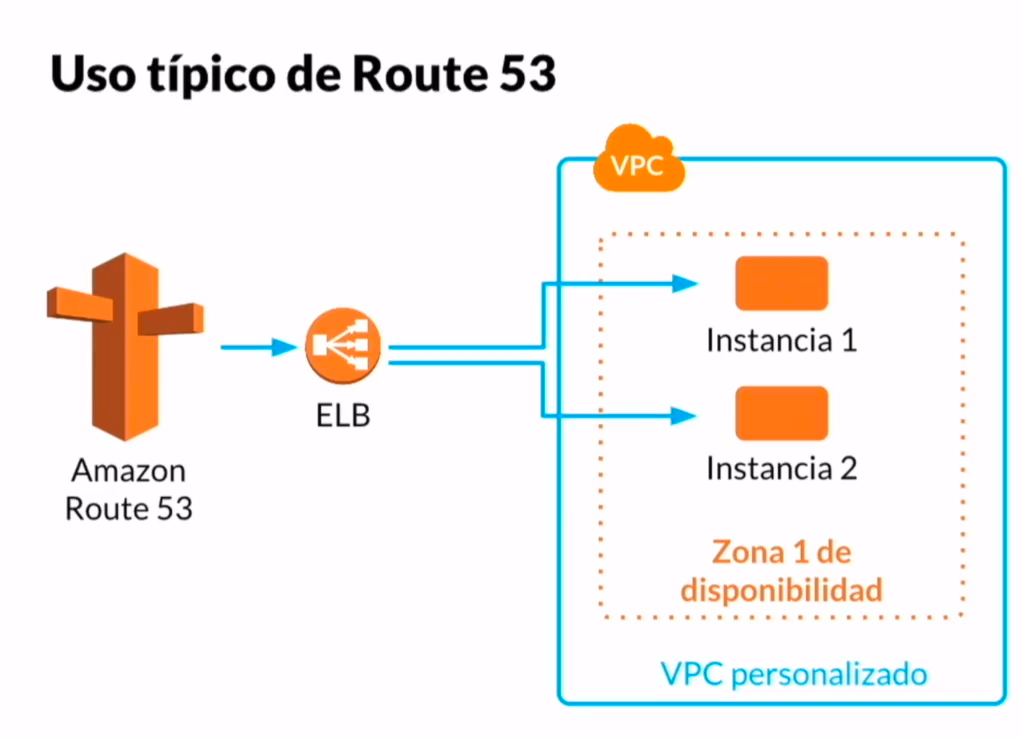 Uso típico de Route 53
VPC
Instancia 1
ELB
Instancia 2
Amazon
Route 53
Zona 1 de
disponibilidad
VPC personalizado